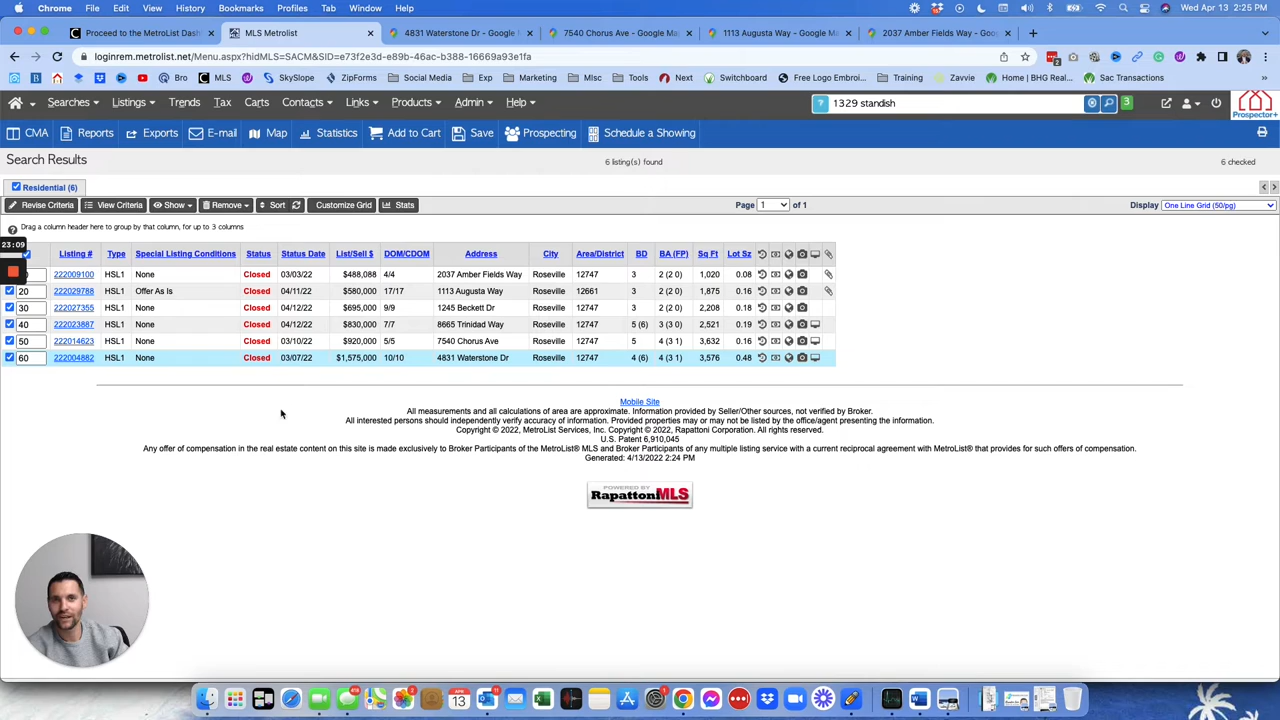 Chrome File Edit View History Bookmarks Profiles Tab Window Help Wed Apr 13 2:25 PM
Proceed to the MetroList Dash MLS Metrolist 4831 Waterstone Dr - Google M 7540 Chorus Ave - Google Map 1113 Augusta Way - Google Ma 2037 Amber Fields Way - Goog
loginrem.metrolist.net/Menu.aspx?hidMLS=SACM&SID=e73f2e3d-e89b-46ac-b388-16669a93e1fa
Bro MLS SkySlope ZipForms Social Media Exp Marketing MIsc Tools Next Switchboard Free Logo Embroi... Training Zavvie Home | BHG Real... Sac Transactions
Searches Listings Trends Tax Carts Contacts Links Products Admin Help ? 1329 standish 3
CMA Reports Exports E-mail Map Statistics Add to Cart Save Prospecting Schedule a Showing Prospector+
Search Results 6 listing(s) found 6 checked
Residential (6)
Revise Criteria View Criteria Show Remove Sort Customize Grid Stats Page 1 of 1 Display One Line Grid (50/pg)
Drag a column header here to group by that column, for up to 3 columns
23:09
Listing # Type Special Listing Conditions Status Status Date List/Sell $ DOM/CDOM Address City Area/District BD BA (FP) Sq Ft Lot Sz
222009100 HSL1 None Closed 03/03/22 $488,088 4/4 2037 Amber Fields Way Roseville 12747 3 2 (2 0) 1,020 0.08
20 222029788 HSL1 Offer As Is Closed 04/11/22 $580,000 17/17 1113 Augusta Way Roseville 12661 3 2 (2 0) 1,875 0.16
30 222027355 HSL1 None Closed 04/12/22 $695,000 9/9 1245 Beckett Dr Roseville 12747 3 2 (2 0) 2,208 0.18
40 222023887 HSL1 None Closed 04/12/22 $830,000 7/7 8665 Trinidad Way Roseville 12747 5 (6) 3 (3 0) 2,521 0.19
50 222014623 HSL1 None Closed 03/10/22 $920,000 5/5 7540 Chorus Ave Roseville 12747 5 4 (3 1) 3,632 0.16
60 222004882 HSL1 None Closed 03/07/22 $1,575,000 10/10 4831 Waterstone Dr Roseville 12747 4 (6) 4 (3 1) 3,576 0.48
Mobile Site
All measurements and all calculations of area are approximate. Information provided by Seller/Other sources, not verified by Broker.
All interested persons should independently verify accuracy of information. Provided properties may or may not be listed by the office/agent presenting the information.
Copyright © 2022, MetroList Services, Inc. Copyright © 2022, Rapattoni Corporation. All rights reserved.
U.S. Patent 6,910,045
Any offer of compensation in the real estate content on this site is made exclusively to Broker Participants of the MetroList® MLS and Broker Participants of any multiple listing service with a current reciprocal agreement with MetroList® that provides for such offers of compensation.
Generated: 4/13/2022 2:24 PM
POWERED BY
RapattoniMLS